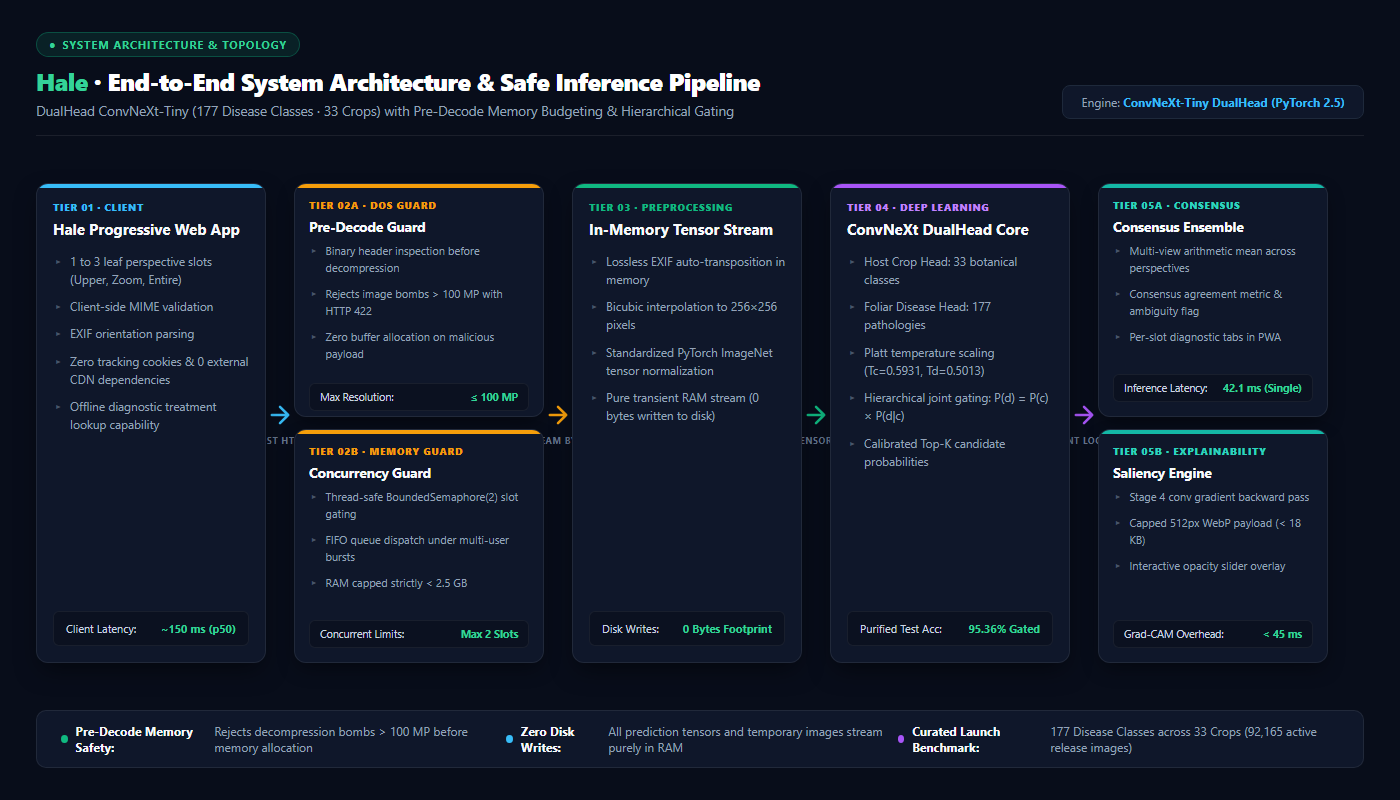 ● SYSTEM ARCHITECTURE & TOPOLOGY
Hale · End-to-End System Architecture & Safe Inference Pipeline
DualHead ConvNeXt-Tiny (177 Disease Classes · 33 Crops) with Pre-Decode Memory Budgeting & Hierarchical Gating
Engine: ConvNeXt-Tiny DualHead (PyTorch 2.5)
TIER 01 · CLIENT
Hale Progressive Web App
1 to 3 leaf perspective slots
(Upper, Zoom, Entire)
Client-side MIME validation
EXIF orientation parsing
Zero tracking cookies & 0 external
CDN dependencies
Offline diagnostic treatment
lookup capability
Client Latency: ~150 ms (p50)
TIER 02A · DOS GUARD
Pre-Decode Guard
Binary header inspection before
decompression
Rejects image bombs > 100 MP with
HTTP 422
Zero buffer allocation on malicious
payload
Max Resolution: ≤ 100 MP
TIER 02B · MEMORY GUARD
Concurrency Guard
Thread-safe BoundedSemaphore(2) slot
gating
FIFO queue dispatch under multi-user
bursts
RAM capped strictly < 2.5 GB
Concurrent Limits: Max 2 Slots
TIER 03 · PREPROCESSING
In-Memory Tensor Stream
Lossless EXIF auto-transposition in
memory
Bicubic interpolation to 256×256
pixels
Standardized PyTorch ImageNet
tensor normalization
Pure transient RAM stream (0
bytes written to disk)
Disk Writes: 0 Bytes Footprint
TIER 04 · DEEP LEARNING
ConvNeXt DualHead Core
Host Crop Head: 33 botanical
classes
Foliar Disease Head: 177
pathologies
Platt temperature scaling
(Tc=0.5931, Td=0.5013)
Hierarchical joint gating: P(d) = P(c)
× P(d|c)
Calibrated Top-K candidate
probabilities
Purified Test Acc: 95.36% Gated
TIER 05A · CONSENSUS
Consensus Ensemble
Multi-view arithmetic mean across
perspectives
Consensus agreement metric &
ambiguity flag
Per-slot diagnostic tabs in PWA
Inference Latency: 42.1 ms (Single)
TIER 05B · EXPLAINABILITY
Saliency Engine
Stage 4 conv gradient backward pass
Capped 512px WebP payload (< 18
KB)
Interactive opacity slider overlay
Grad-CAM Overhead: < 45 ms
Pre-Decode Memory
Safety:
Rejects decompression bombs > 100 MP before
memory allocation
Zero Disk
Writes:
All prediction tensors and temporary images stream
purely in RAM
Curated Launch
Benchmark:
177 Disease Classes across 33 Crops (92,165 active
release images)